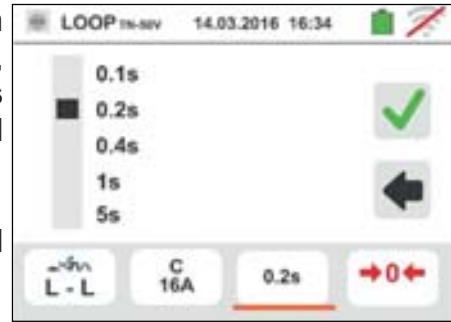 LOOP TN-50V 14.03.2016 16:34
0.1s
0.2s
0.4s
1s
5s
L - L
C
16A
0.2s
→0←